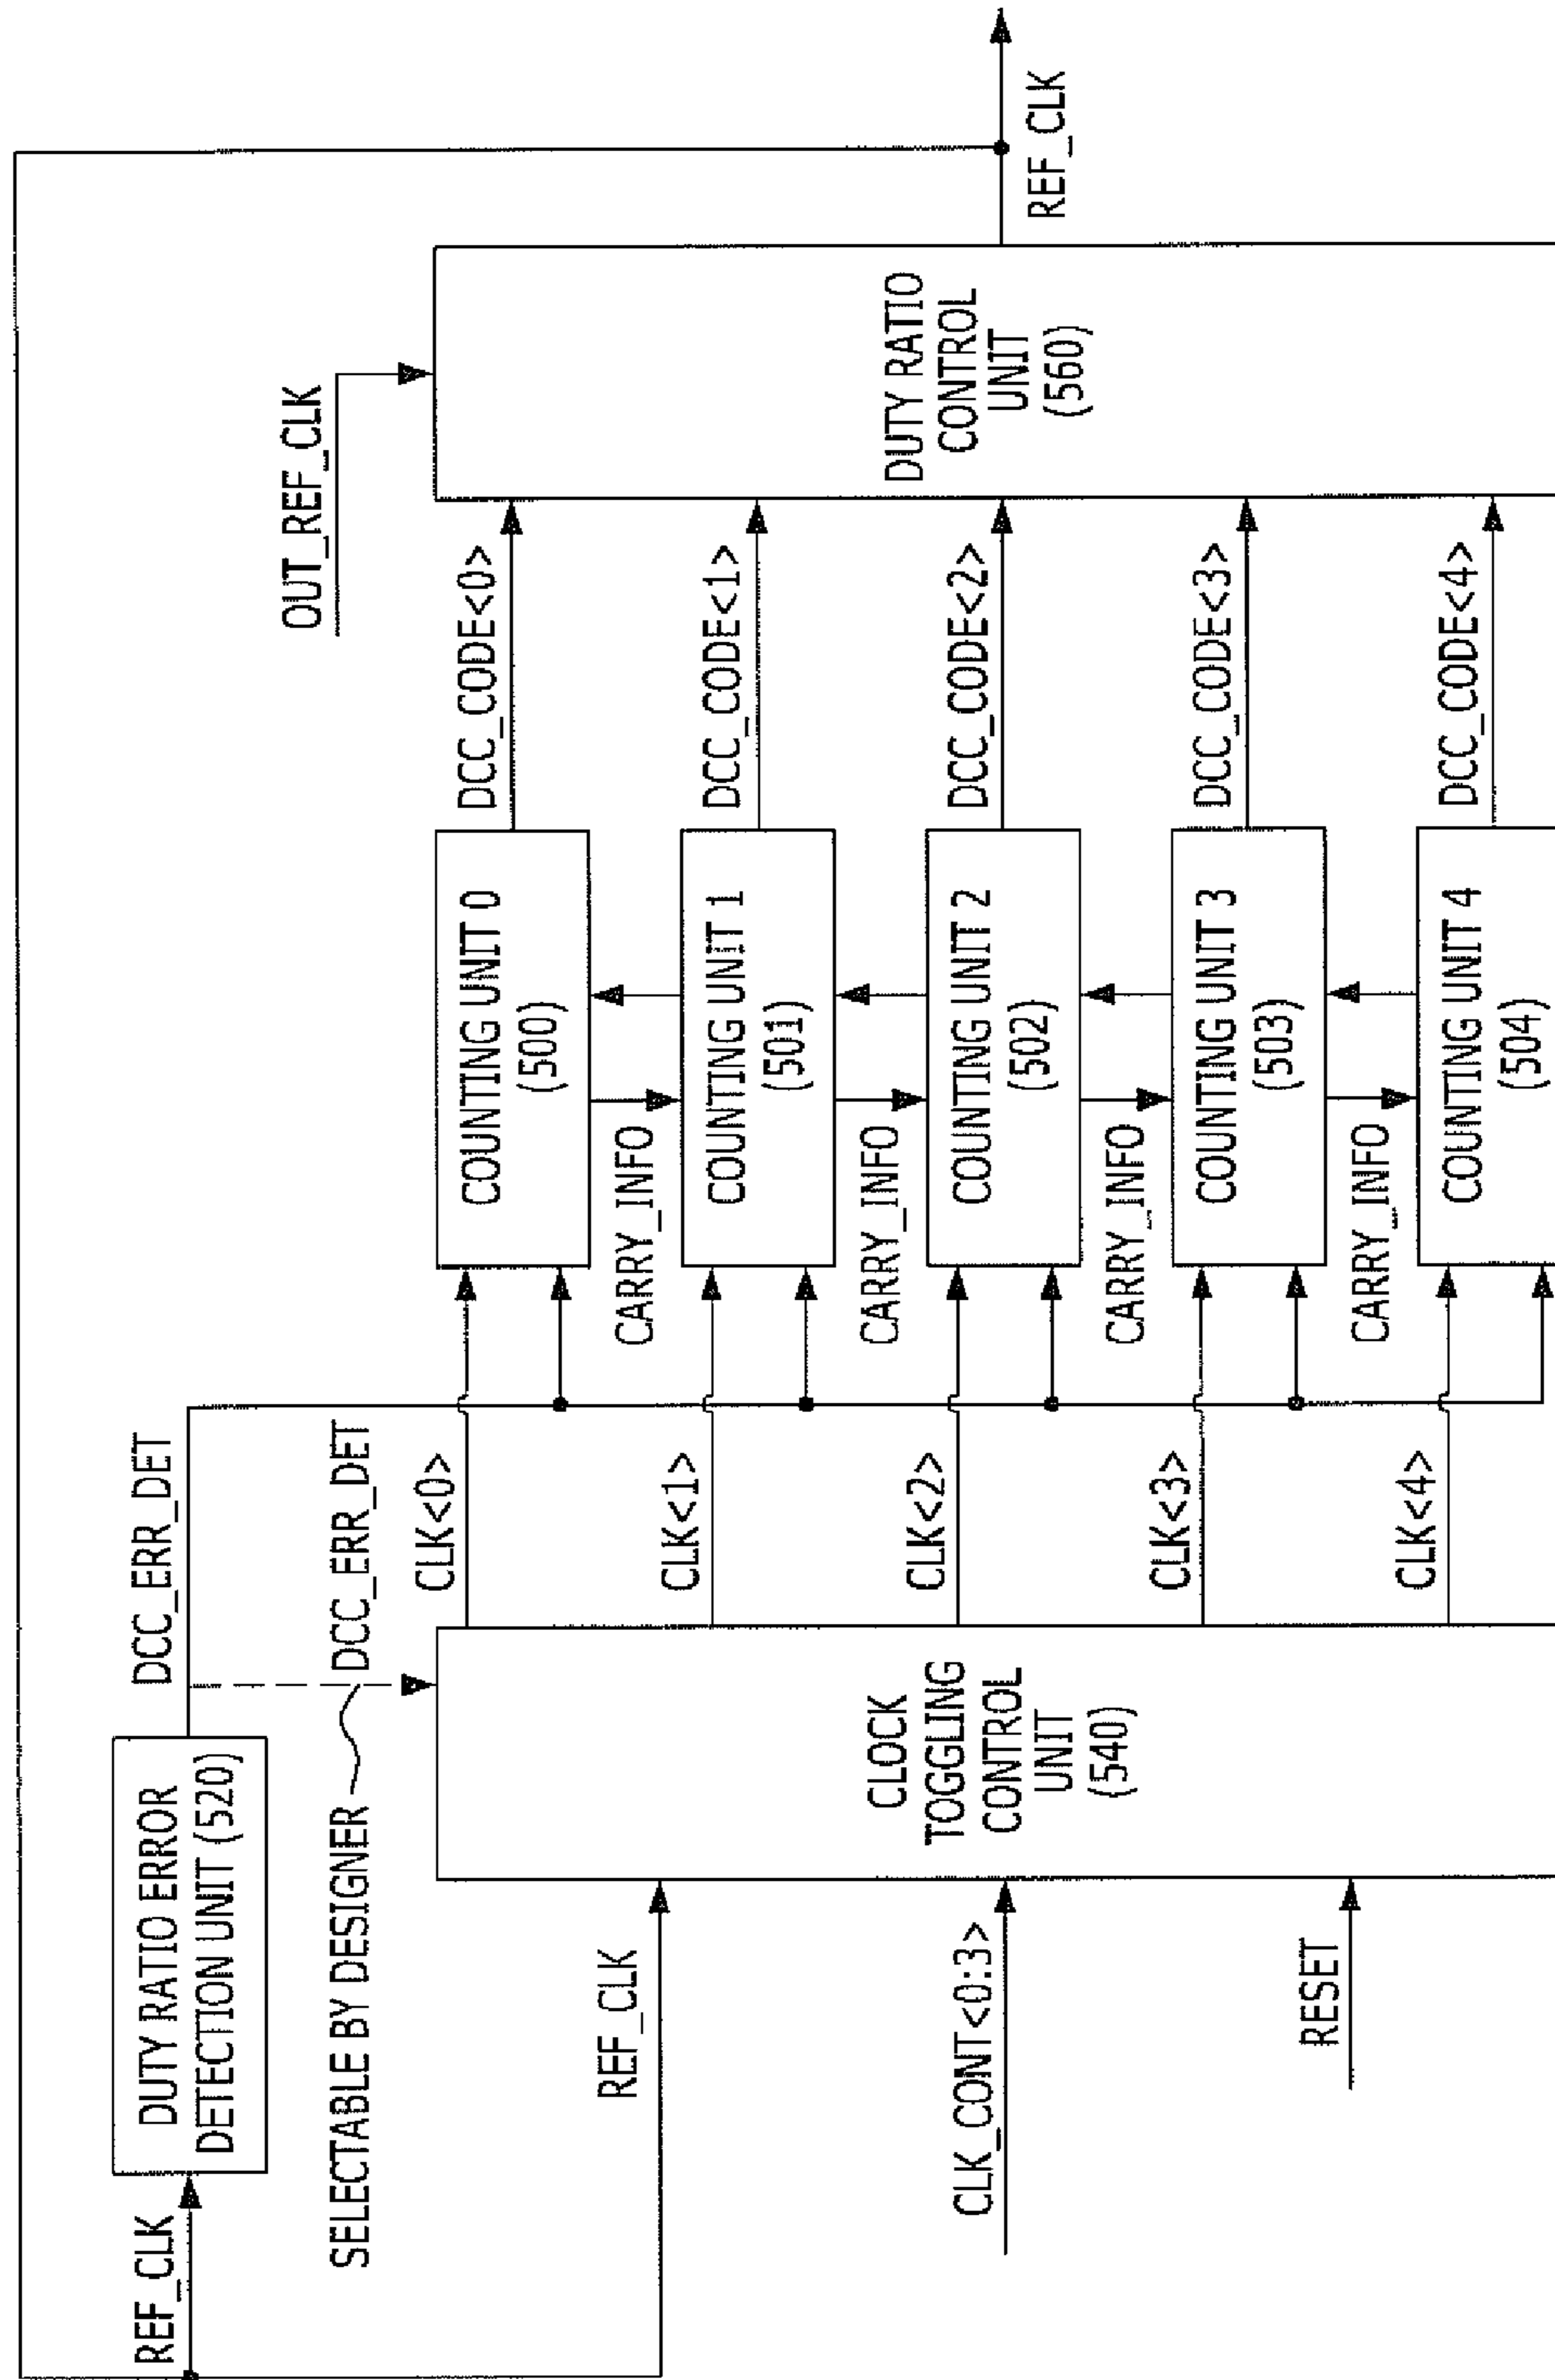 REF_CLK
DUTY RATIO ERROR
DETECTION UNIT (520)
DCC_ERR_DET
SELECTABLE BY DESIGNER
DCC_ERR_DET
OUT_REF_CLK
REF_CLK
CLK_CONT<0:3>
RESET
CLOCK
TOGGLING
CONTROL
UNIT
(540)
CLK<0>
CLK<1>
CLK<2>
CLK<3>
CLK<4>
COUNTING UNIT 0
(500)
CARRY_INFO
COUNTING UNIT 1
(501)
CARRY_INFO
COUNTING UNIT 2
(502)
CARRY_INFO
COUNTING UNIT 3
(503)
CARRY_INFO
COUNTING UNIT 4
(504)
DCC_CODE<0>
DCC_CODE<1>
DCC_CODE<2>
DCC_CODE<3>
DCC_CODE<4>
DUTY RATIO
CONTROL
UNIT
(560)
REF_CLK